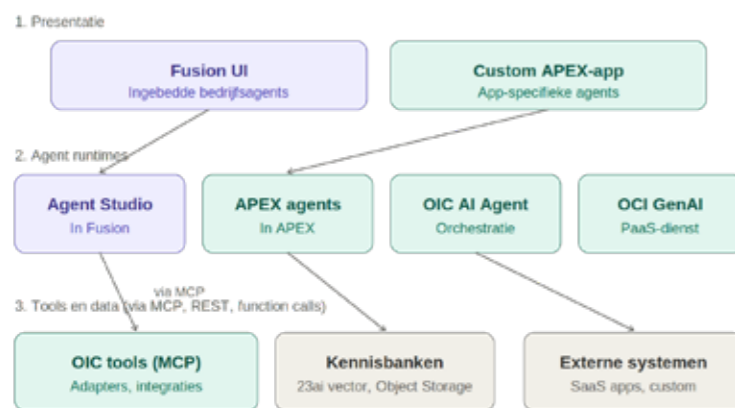 1. Presentatie
Fusion UI
Ingebedde bedrijfsagents
Custom APEX-app
App-specifieke agents
2. Agent runtimes
Agent Studio
In Fusion
APEX agents
In APEX
OIC AI Agent
Orchestratie
OCI GenAI
PaaS-dienst
via MCP
3. Tools en data (via MCP, REST, function calls)
OIC tools (MCP)
Adapters, integraties
Kennisbanken
23ai vector, Object Storage
Externe systemen
SaaS apps, custom